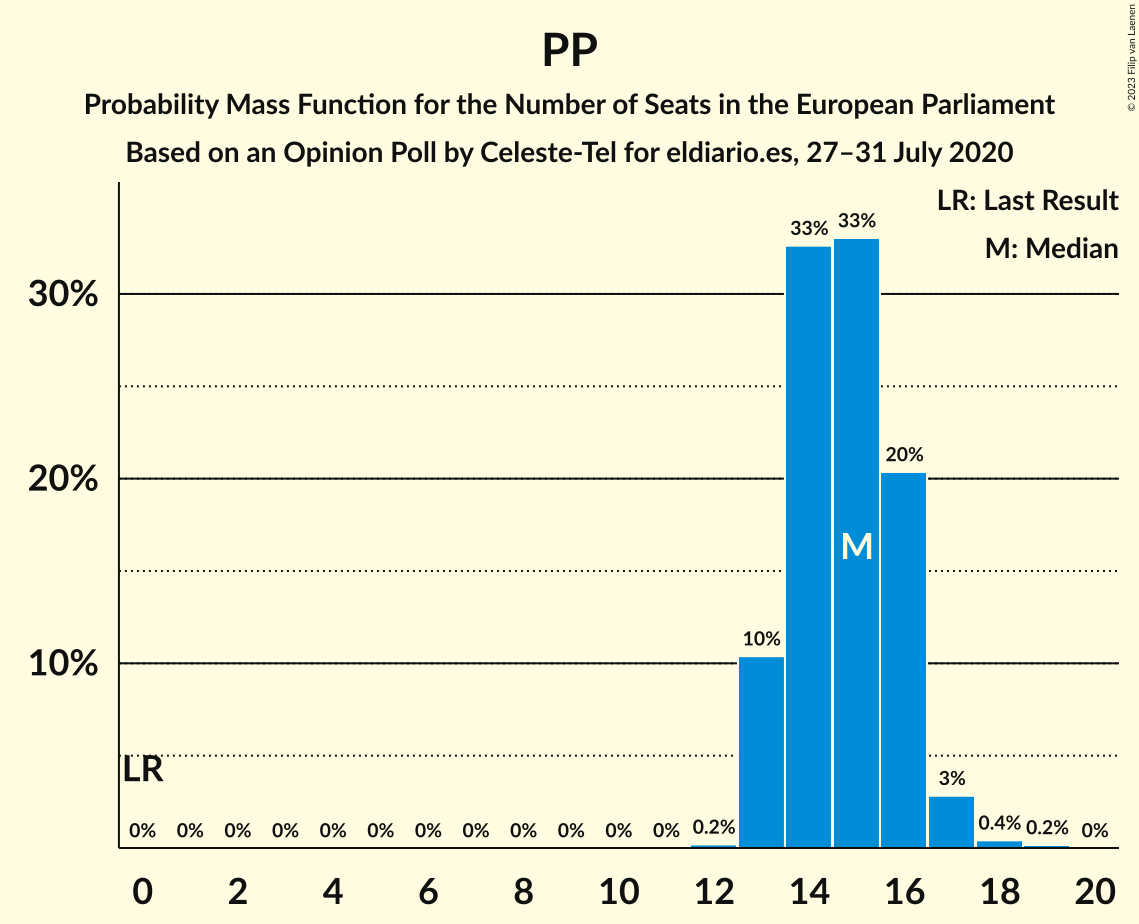 PP
Probability Mass Function for the Number of Seats in the European Parliament
Based on an Opinion Poll by Celeste-Tel for eldiario.es, 27–31 July 2020
© 2023 Filip van Laenen
LR: Last Result
M: Median
33% 33%
30%
20%
20%
M
10%
10%
LR
3%
0% 0% 0% 0% 0% 0% 0% 0% 0% 0% 0% 0% 0.2% 0.4% 0.2% 0%
0 2 4 6 8 10 12 14 16 18 20